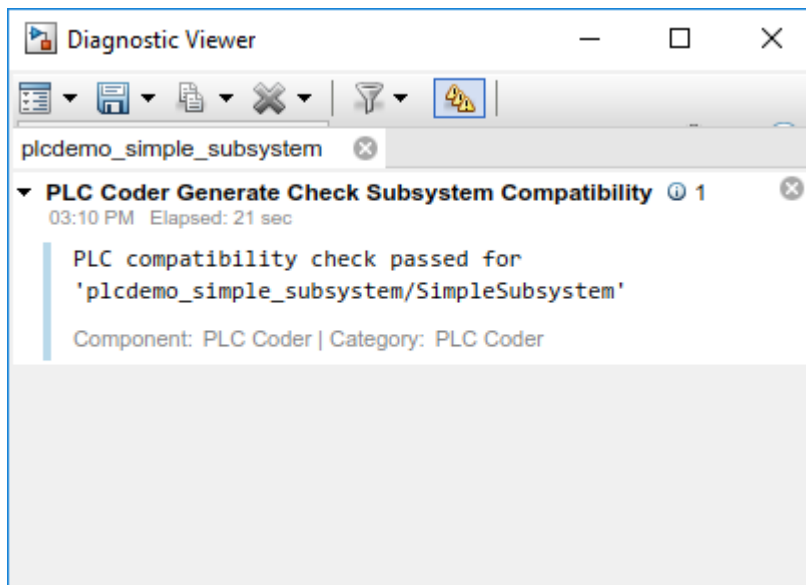 Diagnostic Viewer
plcdemo_simple_subsystem
PLC Coder Generate Check Subsystem Compatibility 1
03:10 PM Elapsed: 21 sec
PLC compatibility check passed for
'plcdemo_simple_subsystem/SimpleSubsystem'
Component: PLC Coder | Category: PLC Coder